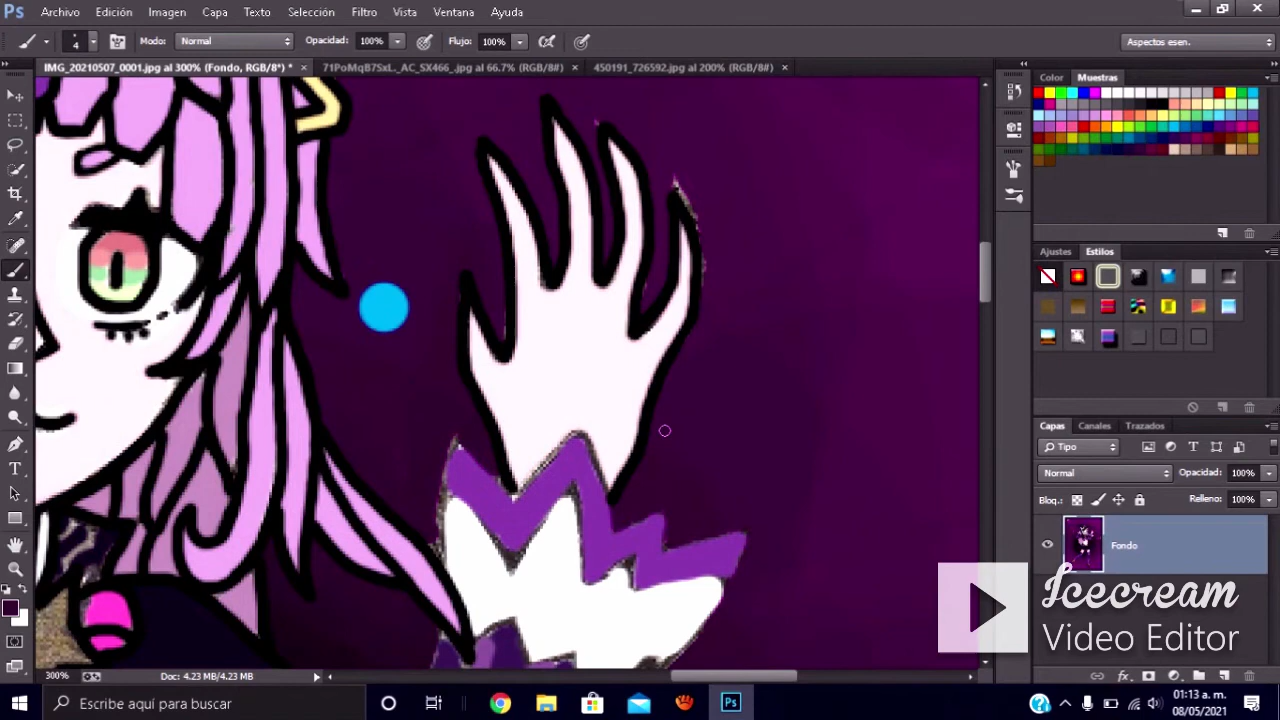 Ps Archivo Edición Imagen Capa Texto Selección Filtro Vista Ventana Ayuda
4 Modo: Normal Opacidad: 100% Flujo: 100% Aspectos esen.
IMG_20210507_0001.jpg al 300% (Fondo, RGB/8*) * × 71PoMqB7SxL._AC_SX466_.jpg al 66.7% (RGB/8#) × 450191_726592.jpg al 200% (RGB/8#) ×
Color Muestras
Ajustes Estilos
Capas Canales Trazados
Tipo
Normal Opacidad: 100%
Bloq.: Relleno: 100%
Fondo
Icecream
Video Editor
300% Doc: 4.23 MB/4.23 MB
Escribe aquí para buscar
Ps
01:13 a. m.
08/05/2021